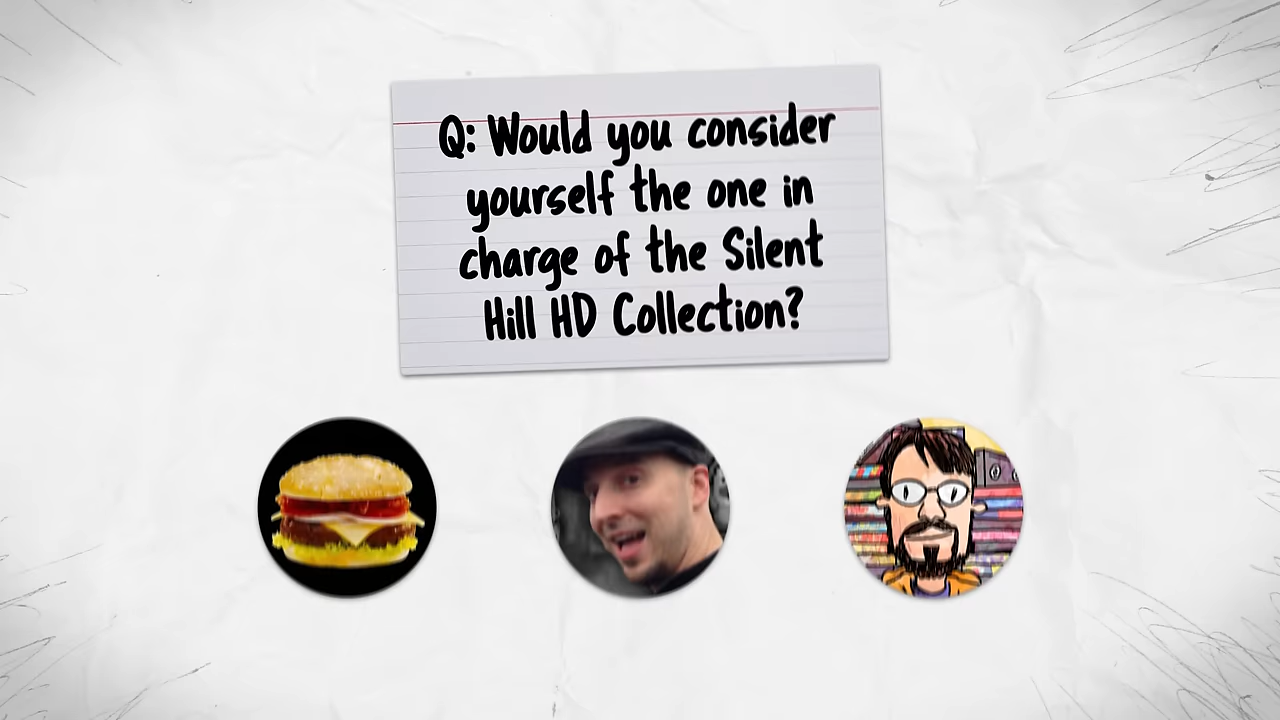 Q: Would you consider
yourself the one in
charge of the Silent
Hill HD Collection?